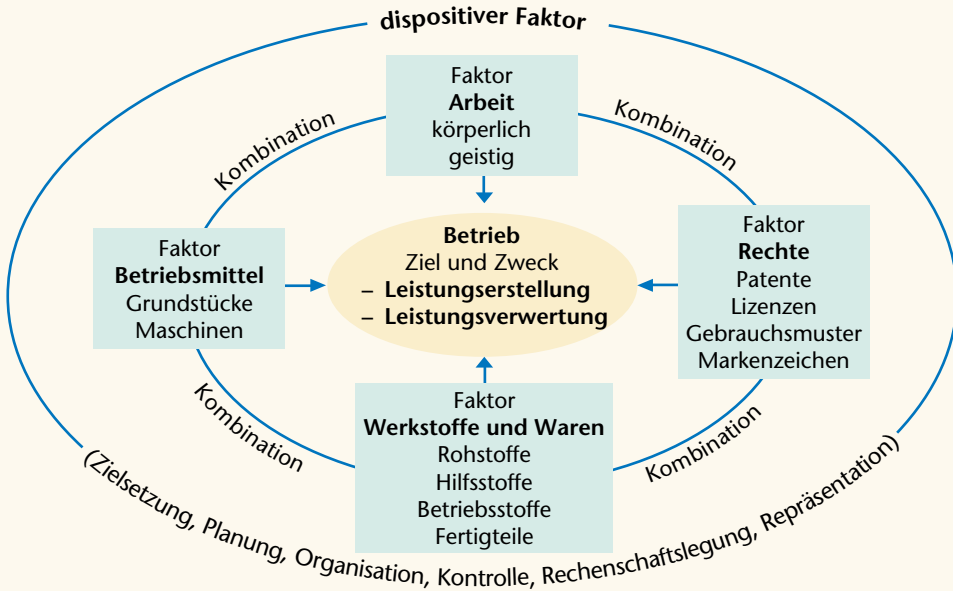 dispositiver Faktor
Faktor
Arbeit
körperlich
geistig
Kombination
Kombination
Faktor
Betriebsmittel
Grundstücke
Maschinen
Betrieb
Ziel und Zweck
– Leistungserstellung
– Leistungsverwertung
Faktor
Rechte
Patente
Lizenzen
Gebrauchsmuster
Markenzeichen
Kombination
Kombination
Faktor
Werkstoffe und Waren
Rohstoffe
Hilfsstoffe
Betriebsstoffe
Fertigteile
(Zielsetzung, Planung, Organisation, Kontrolle, Rechenschaftslegung, Repräsentation)